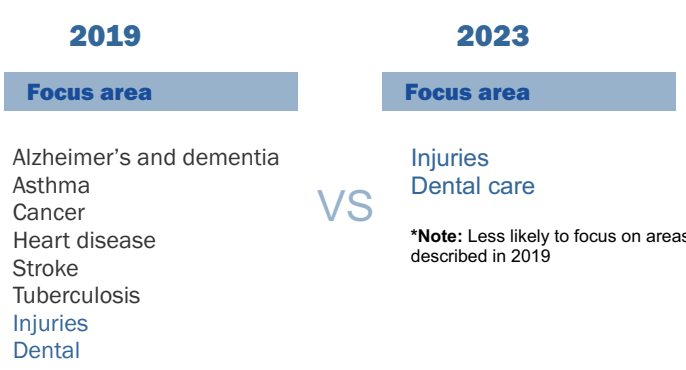 2019
Focus area
Alzheimer's and dementia
Asthma
Cancer
Heart disease
Stroke
Tuberculosis
Injuries
Dental
VS
2023
Focus area
Injuries
Dental care
*Note: Less likely to focus on areas
described in 2019